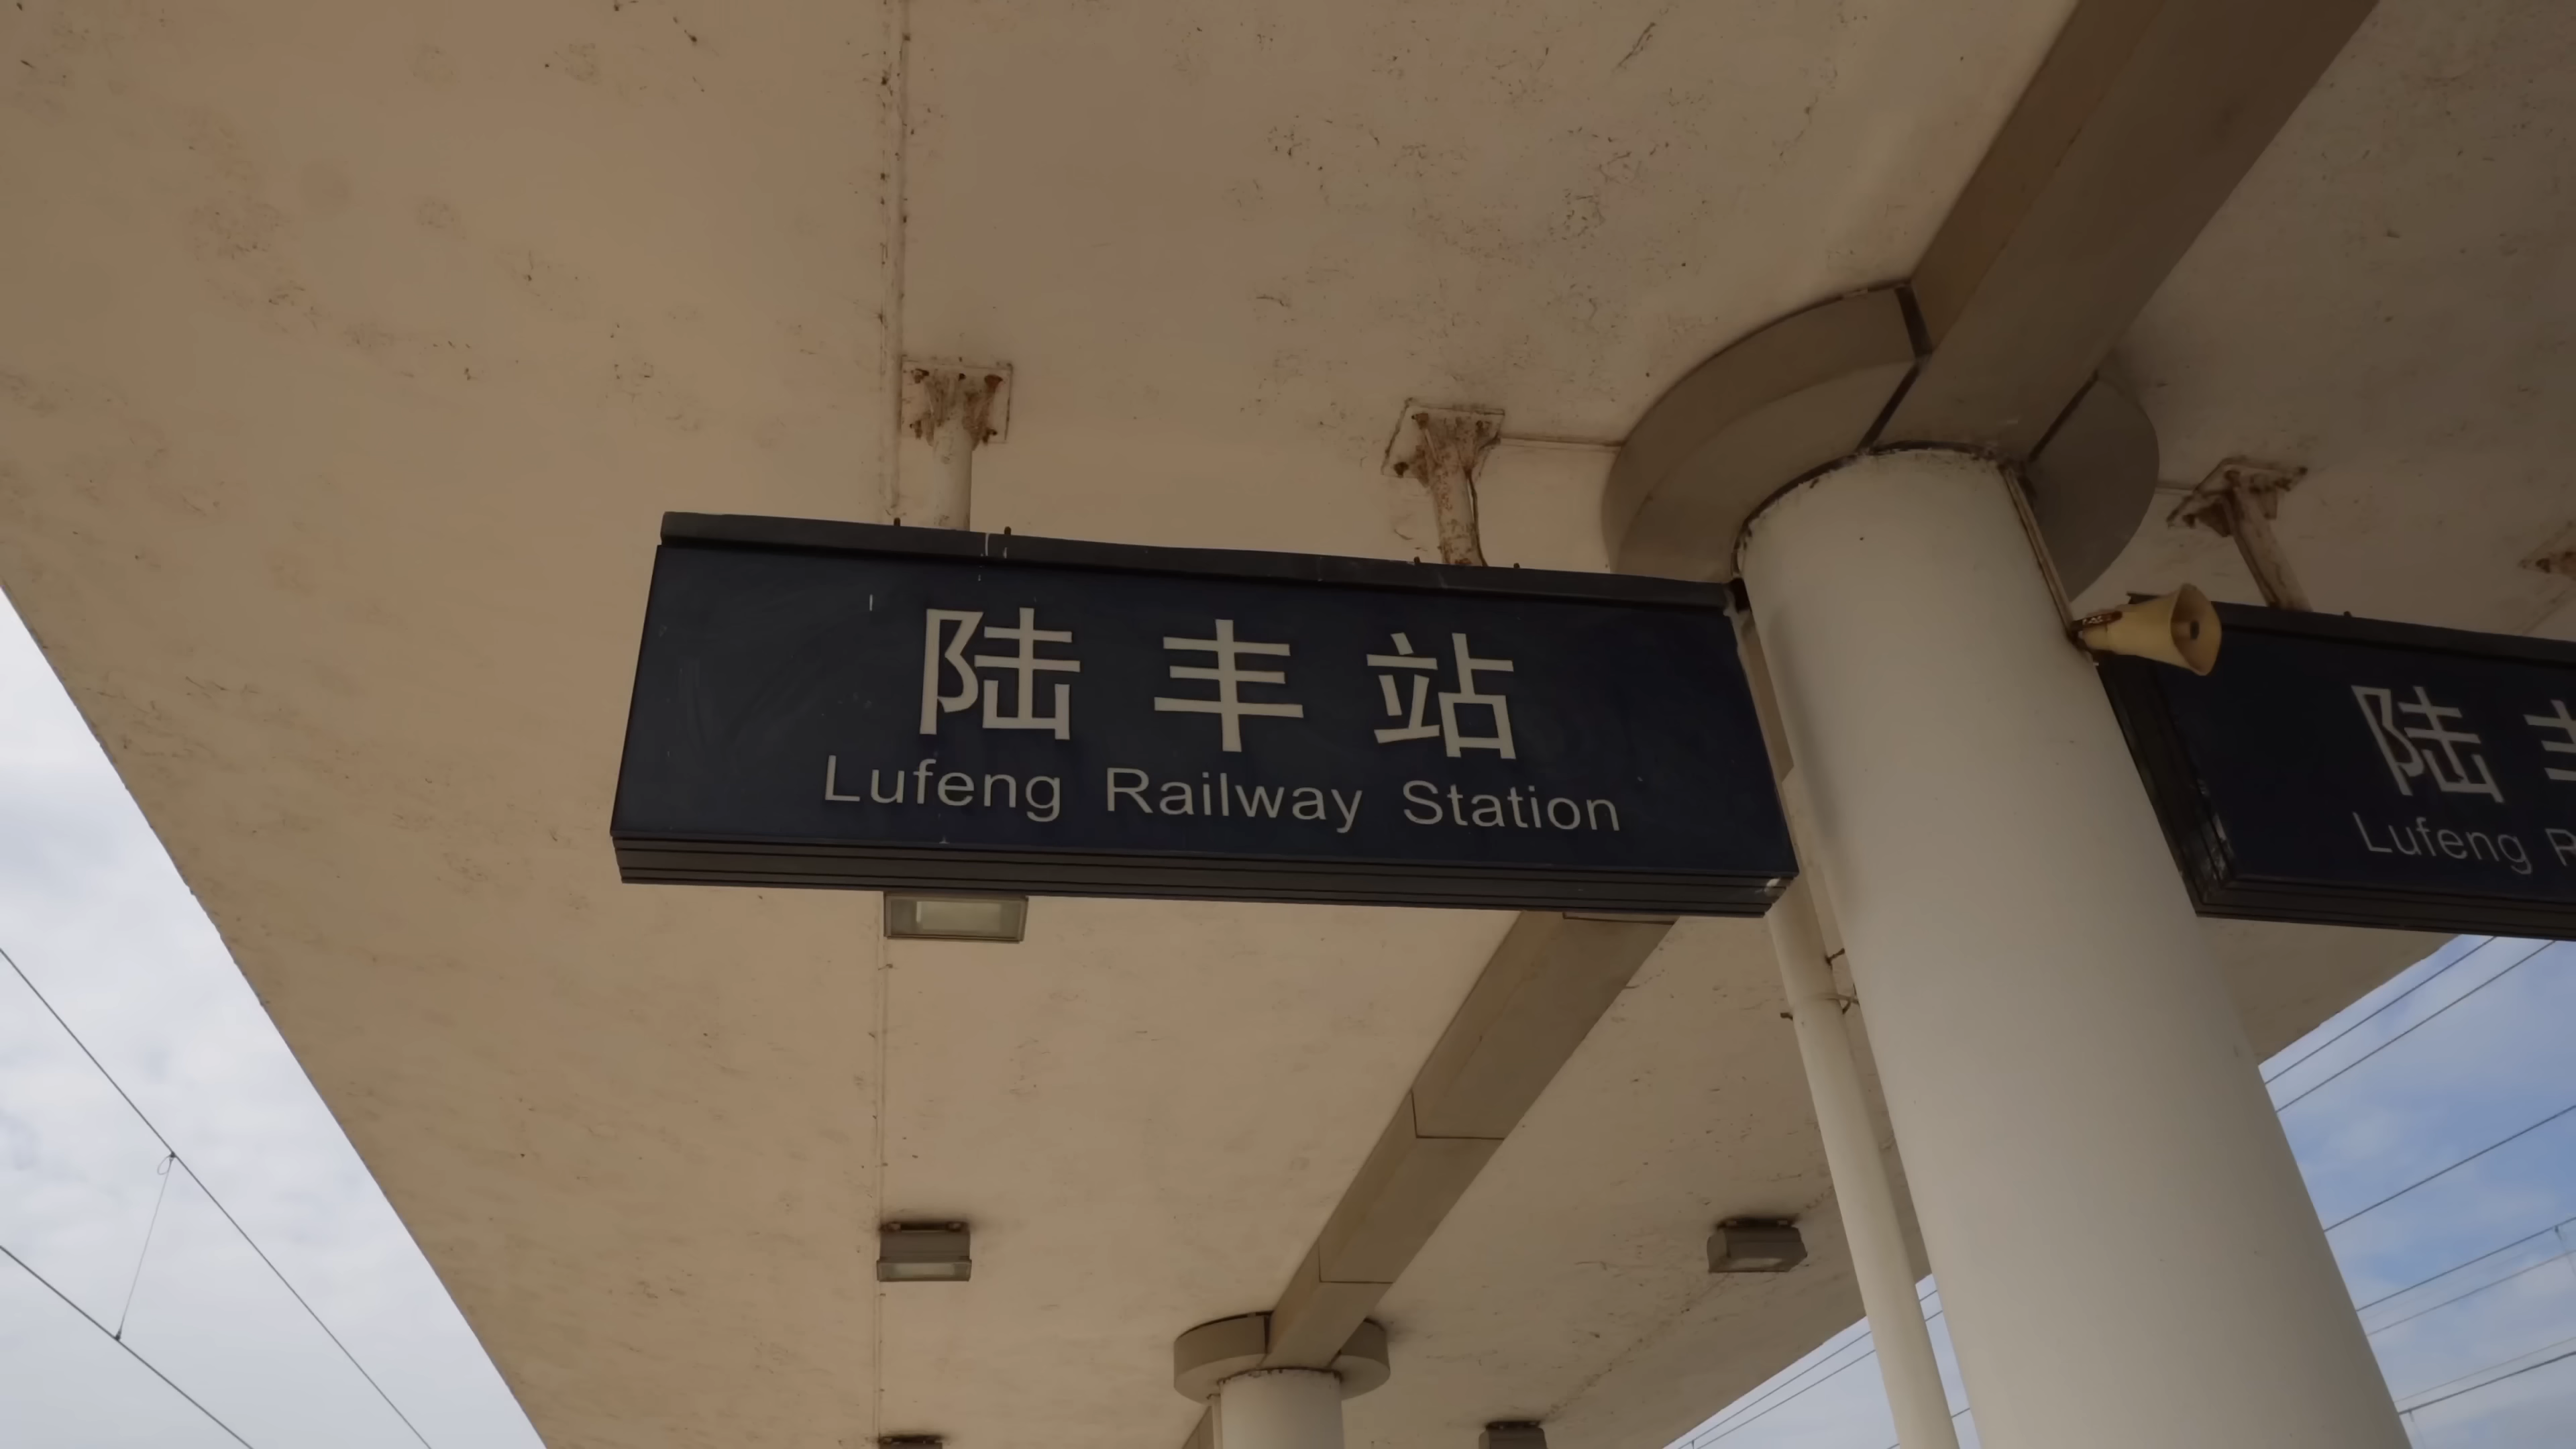 陆丰站
Lufeng Railway Station
陆
Lufeng